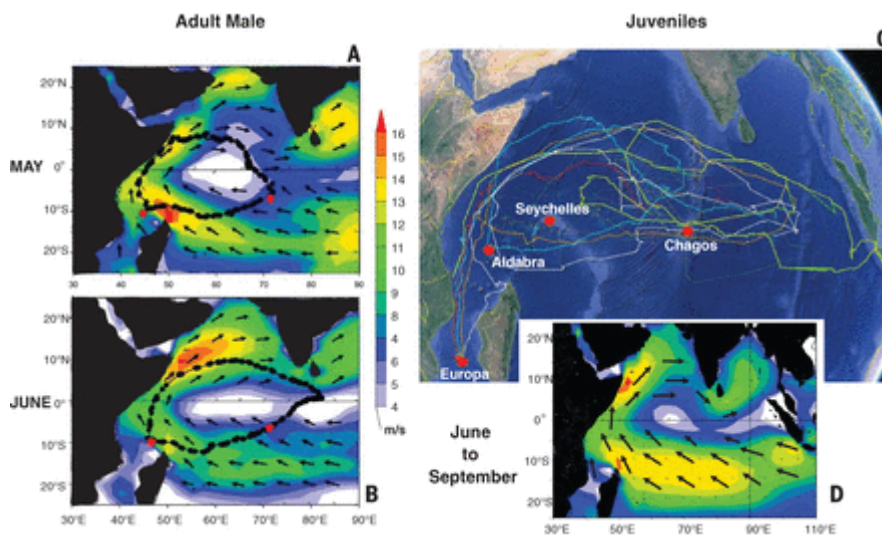 Adult Male
Juveniles
A
C
20°N
10°N
MAY
0°
10°S
20°S
30°E
40
50
60
70
80
90
20°N
10°N
JUNE
0°
10°S
20°S
B
30°E
40°E
50°E
60°E
70°E
80°E
90°E
16
15
14
13
12
11
10
9
8
6
5
4
m/s
Seychelles
Aldabra
Chagos
Europa
June
to
September
20°N
10°N
0°
10°S
20°S
D
30°E
50°E
70°E
90°E
110°E